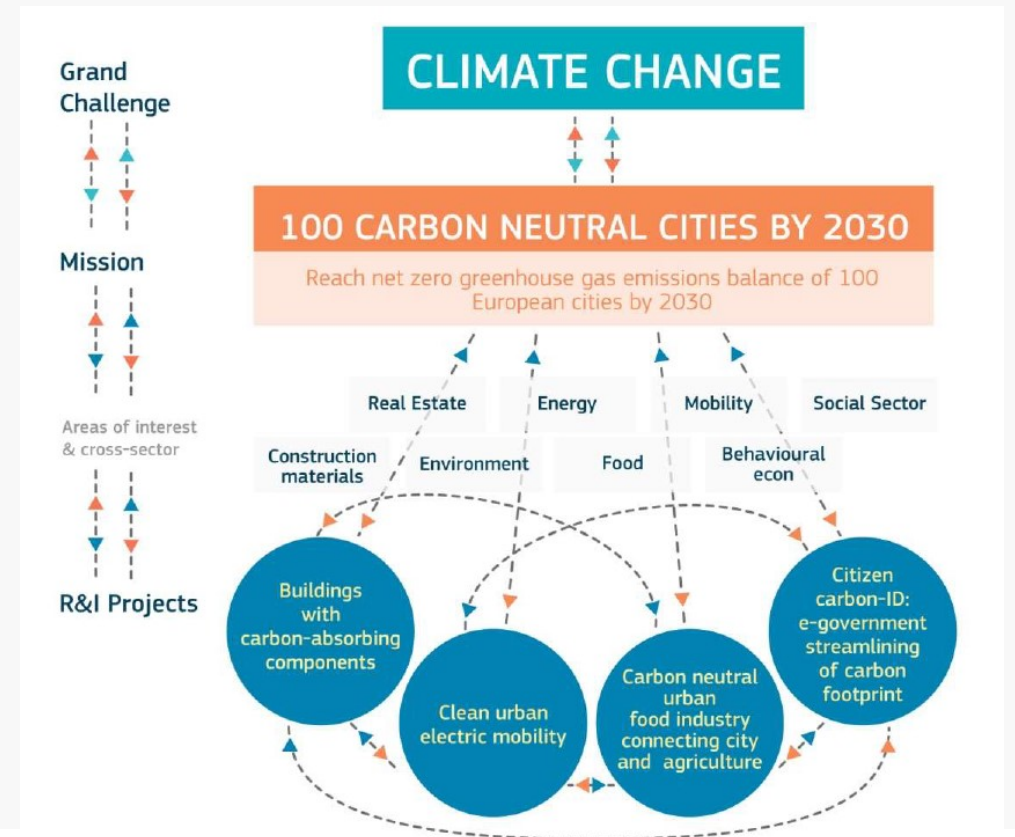 Grand
Challenge
Mission
Areas of interest
& cross-sector
R&I Projects
CLIMATE CHANGE
100 CARBON NEUTRAL CITIES BY 2030
Reach net zero greenhouse gas emissions balance of 100
European cities by 2030
Real Estate
Energy
Mobility
Social Sector
Construction
materials
Environment
Food
Behavioural
econ
Buildings
with
carbon-absorbing
components
Clean urban
electric mobility
Carbon neutral
urban
food industry
connecting city
and agriculture
Citizen
carbon-ID:
e-government
streamlining
of carbon
footprint